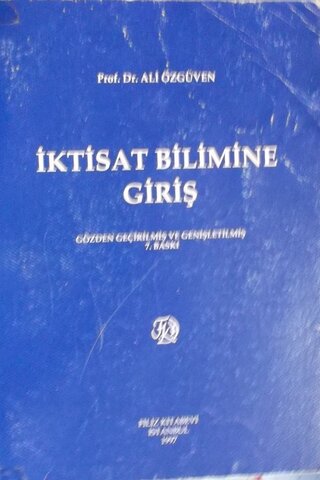 Prof. Dr. ALİ ÖZGÜVEN
İKTİSAT BİLİMİNE
GİRİŞ
GÖZDEN GEÇİRİLMİŞ VE GENİŞLETİLMİŞ
7. BASKI
FİLİZ KİTABEVİ
İSTANBUL
1997